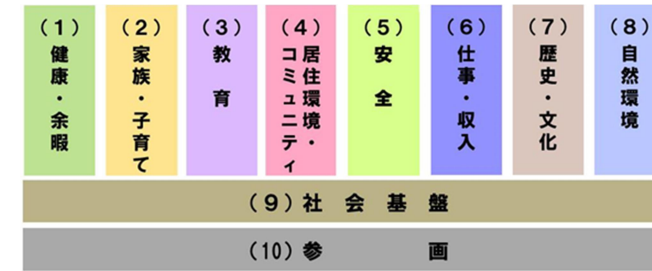 (1)
健康・余暇
(2)
家族・子育て
(3)
教育
(4)
居住環境・
コミュニティ
(5)
安全
(6)
仕事・収入
(7)
歴史・文化
(8)
自然環境
(9)社会基盤
(10)参画